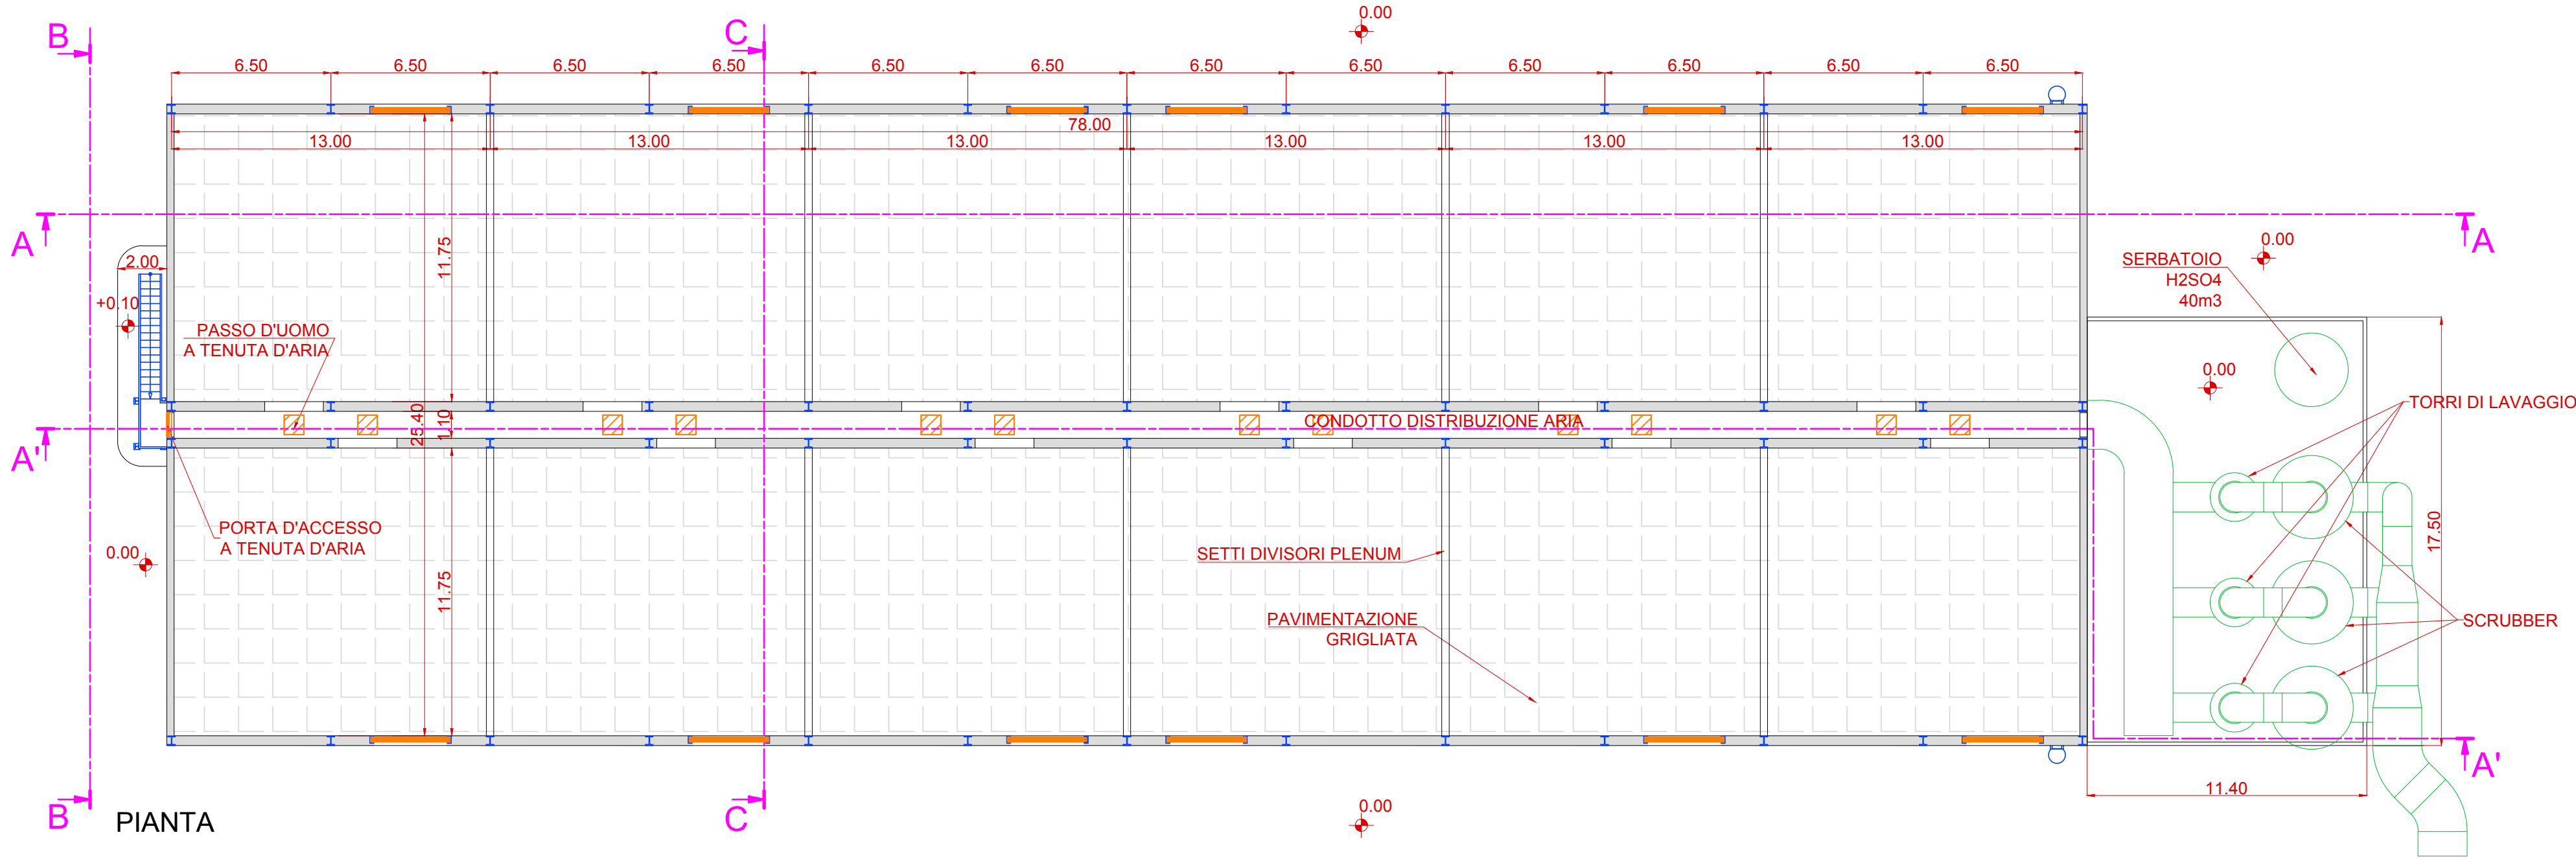 0.00
B
C
6.50
6.50
6.50
6.50
6.50
6.50
6.50
6.50
6.50
6.50
6.50
6.50
78.00
13.00
13.00
13.00
13.00
13.00
13.00
A
A
11.75
2.00
+0.10
PASSO D'UOMO
A TENUTA D'ARIA
0.00
SERBATOIO
H2SO4
40m3
0.00
TORRI DI LAVAGGIO
25.40
1.10
CONDOTTO DISTRIBUZIONE ARIA
A'
PORTA D'ACCESSO
A TENUTA D'ARIA
0.00
11.75
SETTI DIVISORI PLENUM
PAVIMENTAZIONE
GRIGLIATA
17.50
SCRUBBER
A'
11.40
B
PIANTA
C
0.00